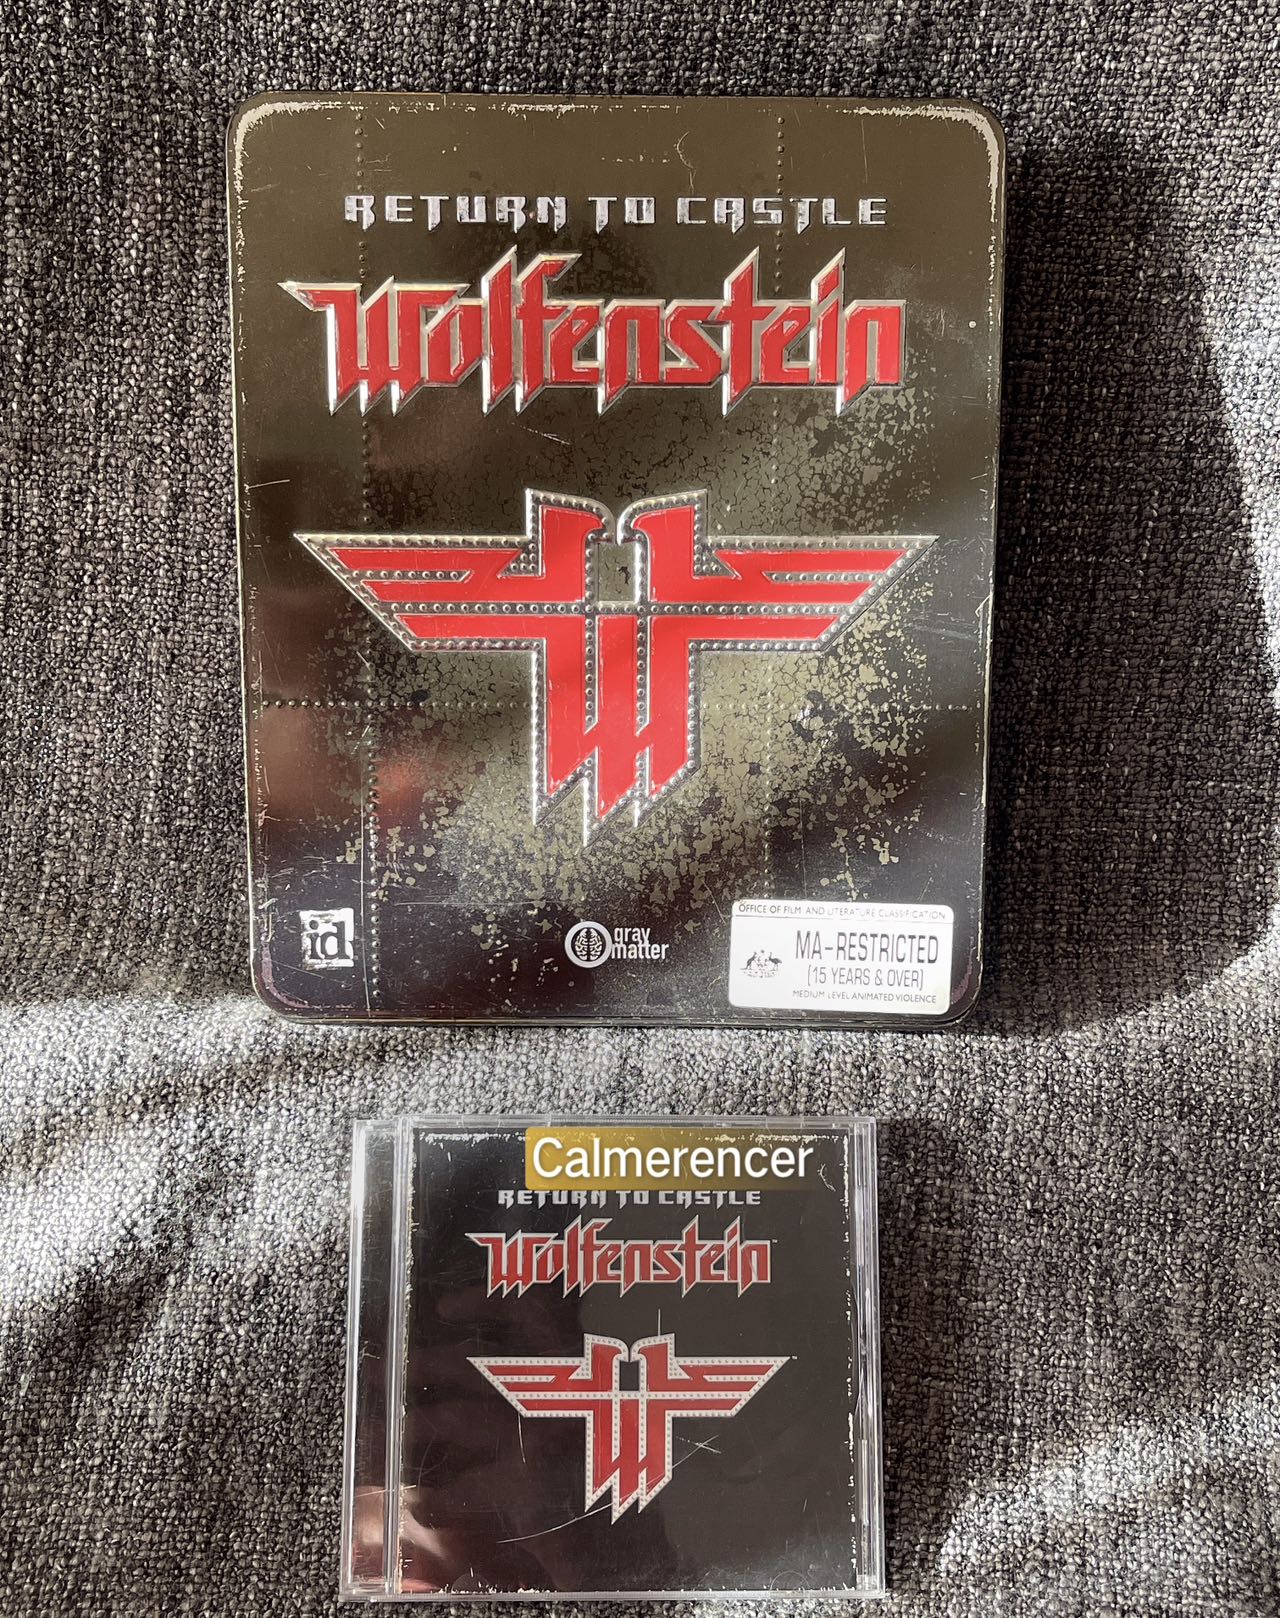 RETURN TO CASTLE
Wolfenstein
id
gray
matter
OFFICE OF FILM AND LITERATURE CLASSIFICATION
MA-RESTRICTED
(15 YEARS & OVER)
MEDIUM LEVEL ANIMATED VIOLENCE
Calmerencer
RETURN TO CASTLE
Wolfenstein™